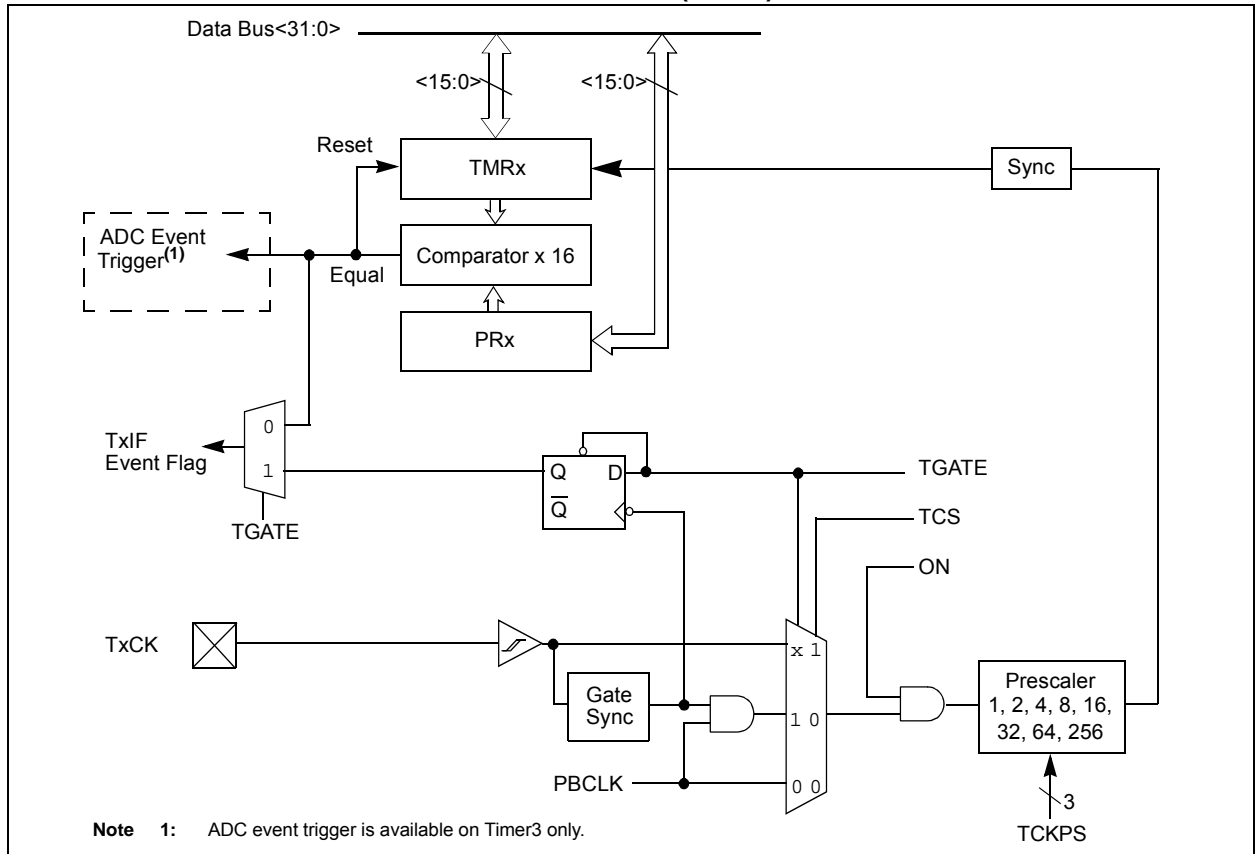 Data Bus<31:0>
<15:0>
<15:0>
Reset
TMRx
Sync
ADC Event
Trigger(1)
Equal
Comparator x 16
PRx
0
1
TxIF
Event Flag
TGATE
Q
D
Q
TGATE
TCS
ON
TxCK
x 1
Gate
Sync
1 0
Prescaler
1, 2, 4, 8, 16,
32, 64, 256
PBCLK
0 0
3
TCKPS
Note 1: ADC event trigger is available on Timer3 only.